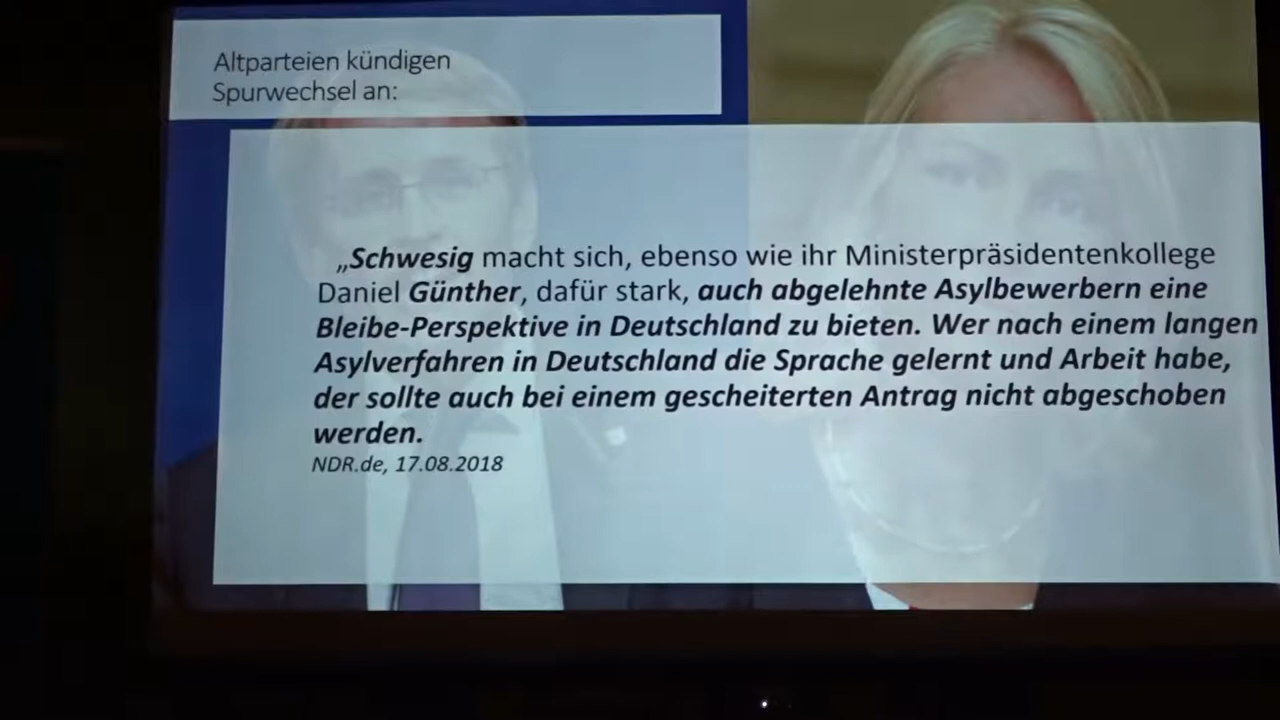 Altparteien kündigen
Spurwechsel an:
„Schwesig macht sich, ebenso wie ihr Ministerpräsidentenkollege
Daniel Günther, dafür stark, auch abgelehnte Asylbewerbern eine
Bleibe-Perspektive in Deutschland zu bieten. Wer nach einem langen
Asylverfahren in Deutschland die Sprache gelernt und Arbeit habe,
der sollte auch bei einem gescheiterten Antrag nicht abgeschoben
werden.
NDR.de, 17.08.2018